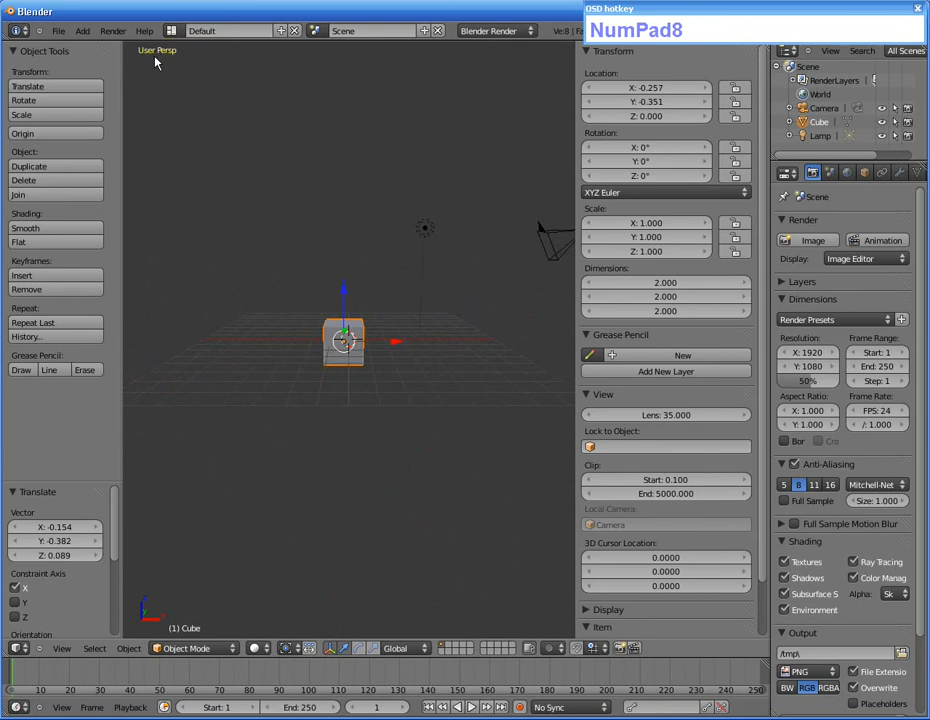 Blender
OSD hotkey
NumPad8
File Add Render Help
Default
Scene
Blender Render
View Search All Scenes
Object Tools
Transform:
Translate
Rotate
Scale
Origin
Object:
Duplicate
Delete
Join
Shading:
Smooth
Flat
Keyframes:
Insert
Remove
Repeat:
Repeat Last
History...
Grease Pencil:
Draw Line Erase
Translate
Vector
X: -0.154
Y: -0.382
Z: 0.089
Constraint Axis
X
Y
Z
Orientation
User Persp
(1) Cube
Transform
Location:
X: -0.257
Y: -0.351
Z: 0.000
Rotation:
X: 0°
Y: 0°
Z: 0°
XYZ Euler
Scale:
X: 1.000
Y: 1.000
Z: 1.000
Dimensions:
2.000
2.000
2.000
Grease Pencil
New
Add New Layer
View
Lens: 35.000
Lock to Object:
Clip:
Start: 0.100
End: 5000.000
Local Camera:
Camera
3D Cursor Location:
0.0000
0.0000
0.0000
Display
Item
Scene
RenderLayers
World
Camera
Cube
Lamp
Scene
Render
Image Animation
Display: Image Editor
Layers
Dimensions
Render Presets
Resolution: Frame Range:
X: 1920 Start: 1
Y: 1080 End: 250
50% Step: 1
Aspect Ratio: Frame Rate:
X: 1.000 FPS: 24
Y: 1.000 /: 1.000
Bor Cro
Anti-Aliasing
5 8 11 16 Mitchell-Net
Full Sample Size: 1.000
Full Sample Motion Blur
Shading
Textures Ray Tracing
Shadows Color Manag
Subsurface S Alpha: Sk
Environment
Output
/tmp\
PNG File Extensio
BW RGB RGBA Overwrite
Placeholders
View Select Object Object Mode Global
0 10 20 30 40 50 60 70 80 90 100 110 120 130 140 150 160 170 180 190 200 210 220 230 240 250
View Frame Playback Start: 1 End: 250 1 No Sync